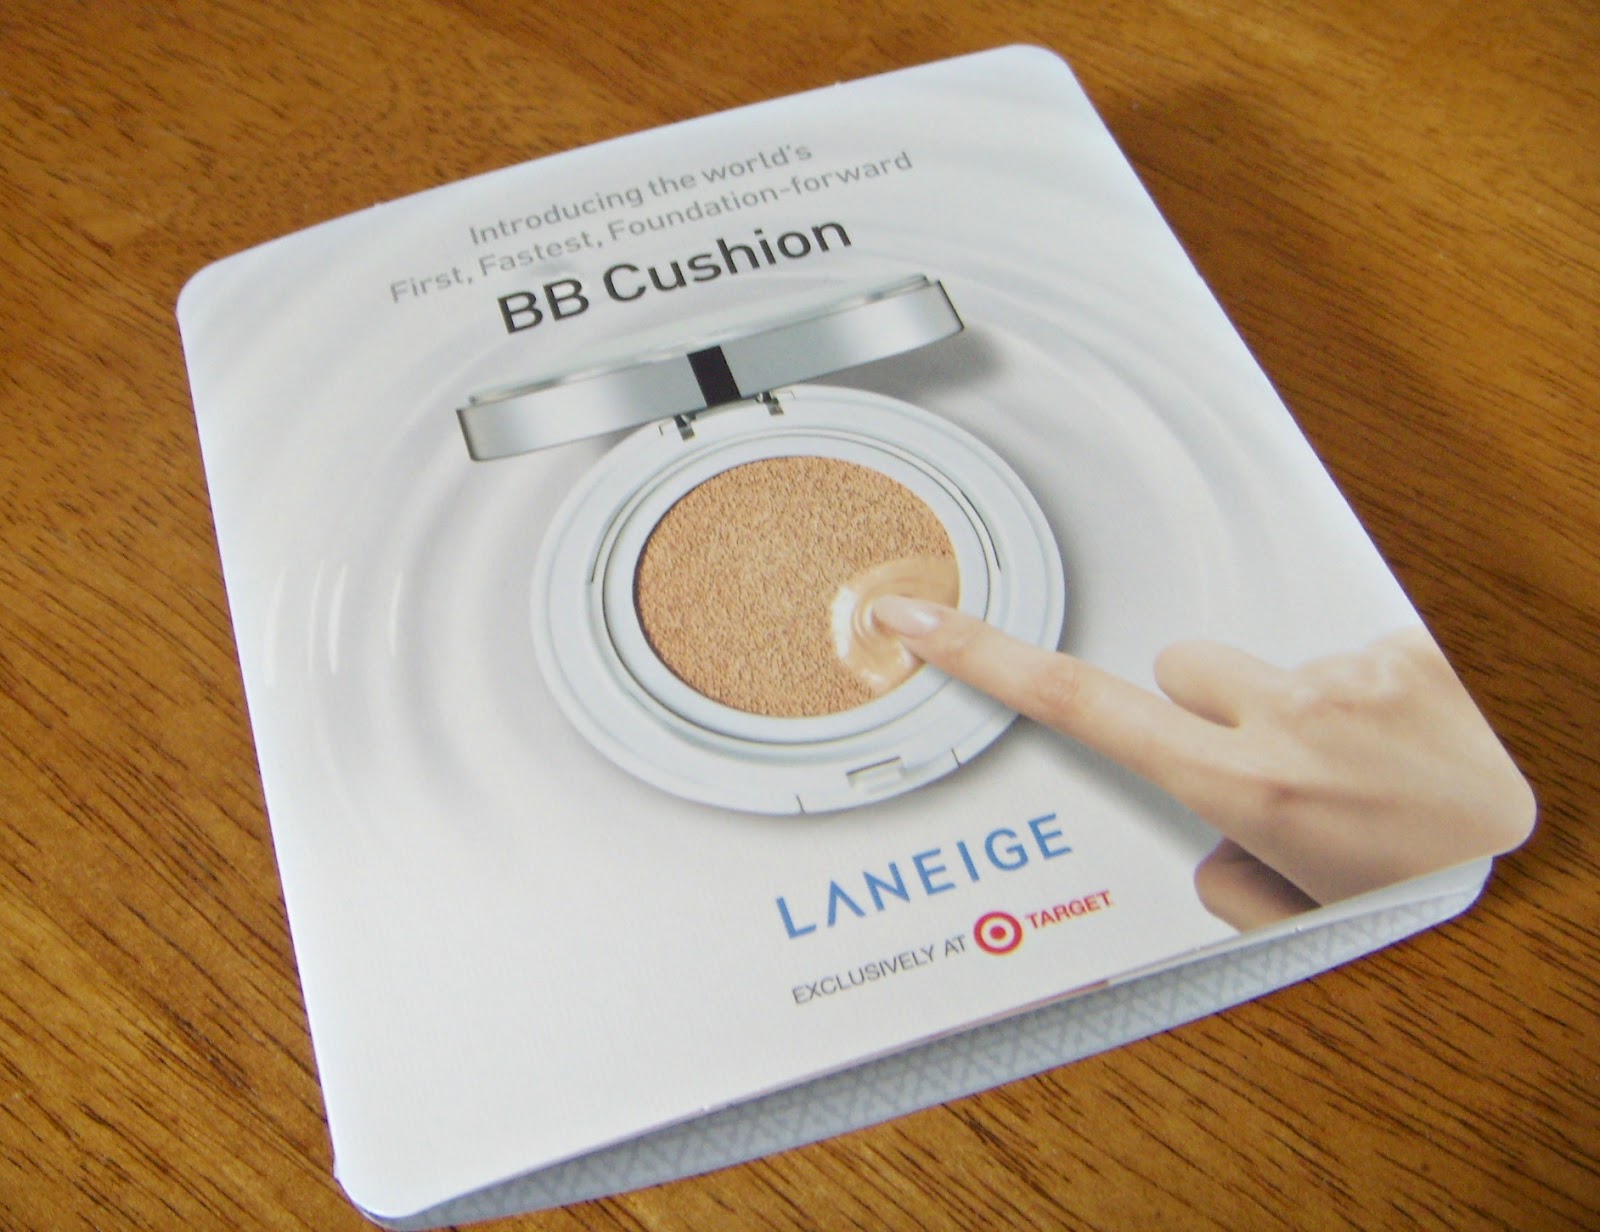 Introducing the world's
First, Fastest, Foundation-forward
BB Cushion
LANEIGE
EXCLUSIVELY AT TARGET